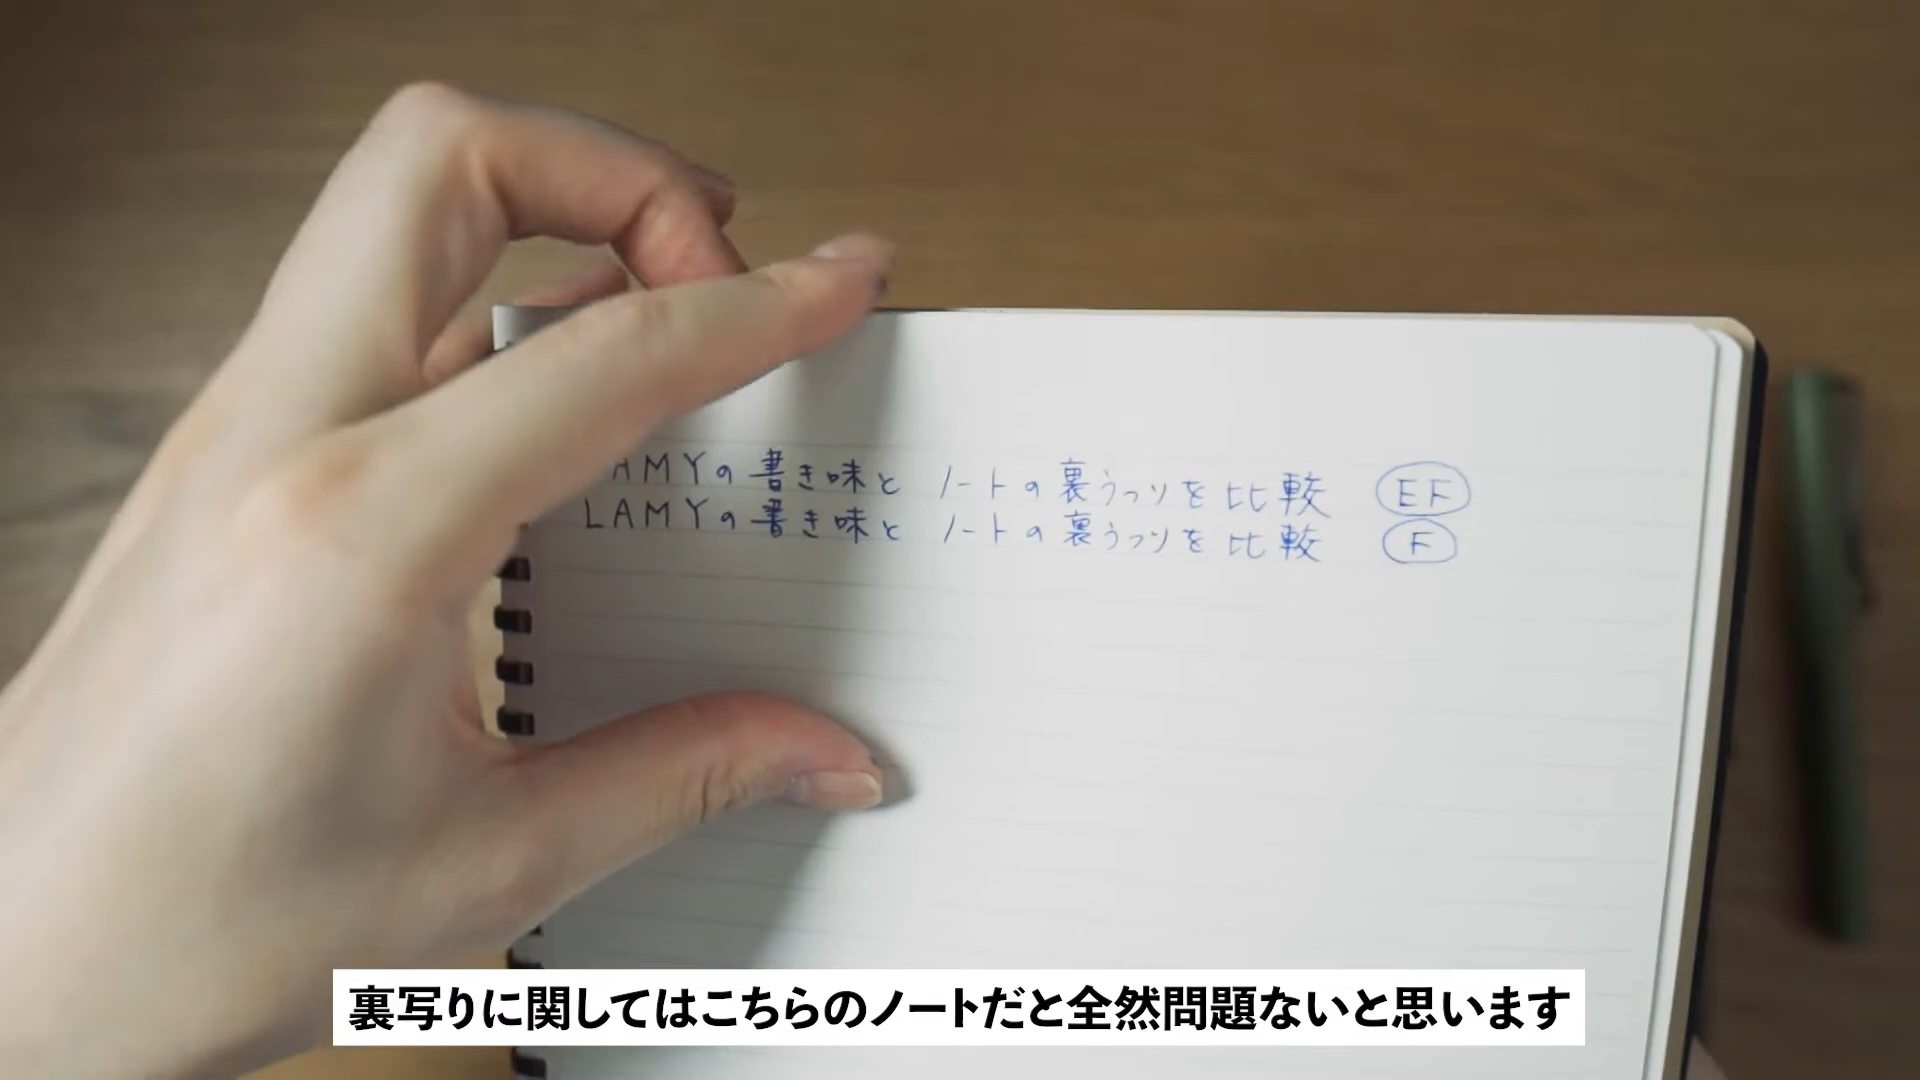 AMYの書き味とノートの裏うつりを比較 EF
LAMYの書き味とノートの裏うつりを比較 F
裏写りに関してはこちらのノートだと全然問題ないと思います